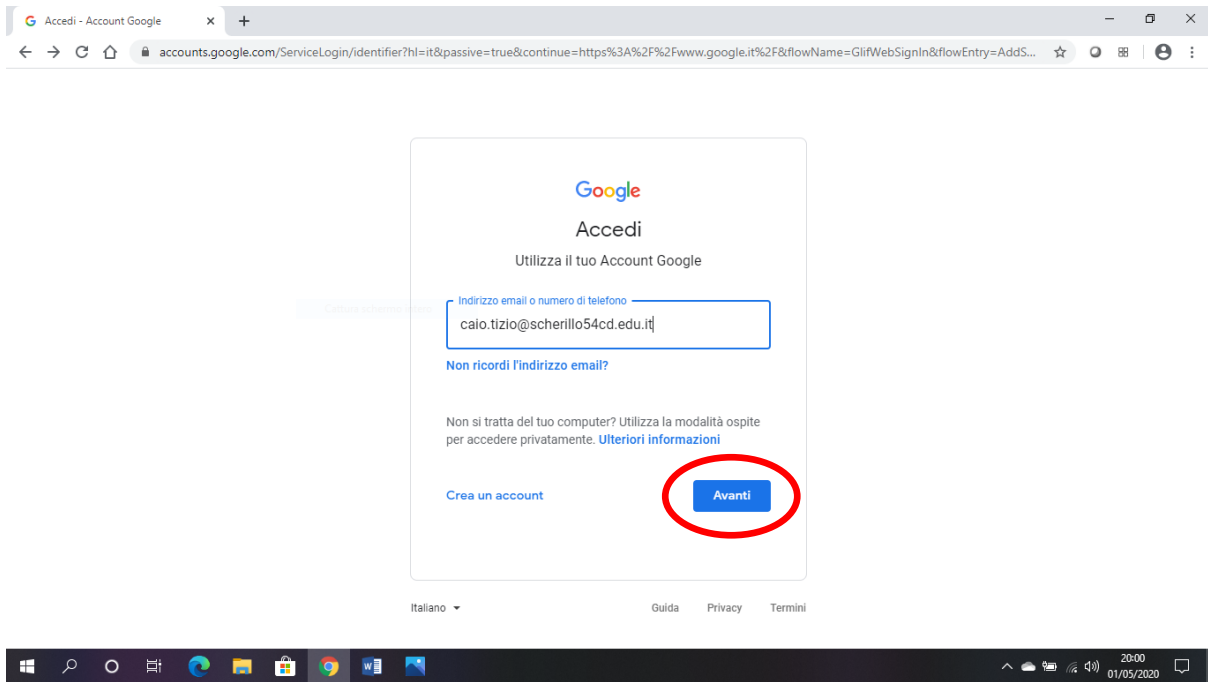 Accedi - Account Google
accounts.google.com/ServiceLogin/identifier?hl=it&passive=true&continue=https%3A%2F%2Fwww.google.it%2F&flowName=GlifWebSignIn&flowEntry=AddS...
Google
Accedi
Utilizza il tuo Account Google
Indirizzo email o numero di telefono
caio.tizio@scherillo54cd.edu.it
Non ricordi l'indirizzo email?
Non si tratta del tuo computer? Utilizza la modalità ospite
per accedere privatamente. Ulteriori informazioni
Crea un account
Avanti
Italiano
Guida Privacy Termini
20:00
01/05/2020